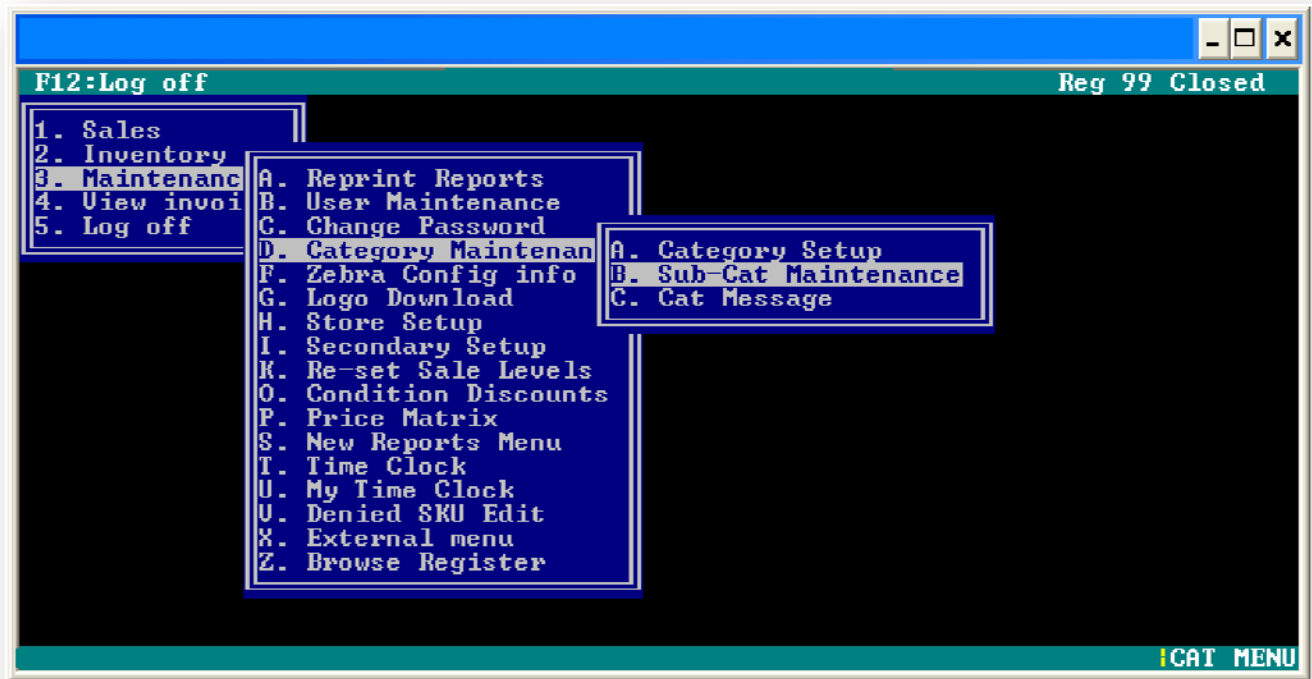 F12:Log off Reg 99 Closed
1. Sales
2. Inventory
3. Maintenanc
4. View invoi
5. Log off
A. Reprint Reports
B. User Maintenance
C. Change Password
D. Category Maintenan
F. Zebra Config info
G. Logo Download
H. Store Setup
I. Secondary Setup
K. Re-set Sale Levels
O. Condition Discounts
P. Price Matrix
S. New Reports Menu
T. Time Clock
U. My Time Clock
V. Denied SKU Edit
X. External menu
Z. Browse Register
A. Category Setup
B. Sub-Cat Maintenance
C. Cat Message
CAT MENU